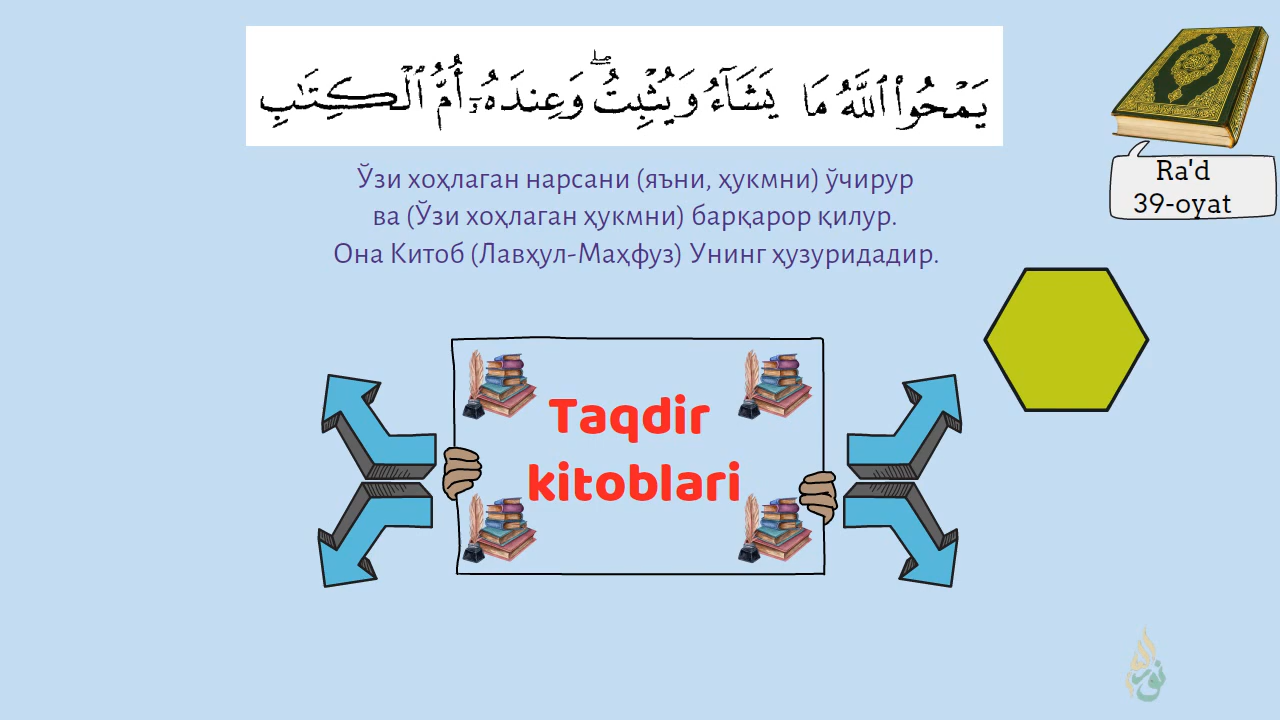 يَمْحُوا۟ ٱللَّهُ مَا يَشَآءُ وَيُثْبِتُ ۖ وَعِندَهُۥٓ أُمُّ ٱلْكِتَـٰبِ
Ra'd
39-oyat
Ўзи хоҳлаган нарсани (яъни, ҳукмни) ўчирур
ва (Ўзи хоҳлаган ҳукмни) барқарор қилур.
Она Китоб (Лавҳул-Маҳфуз) Унинг ҳузуридадир.
Taqdir
kitoblari